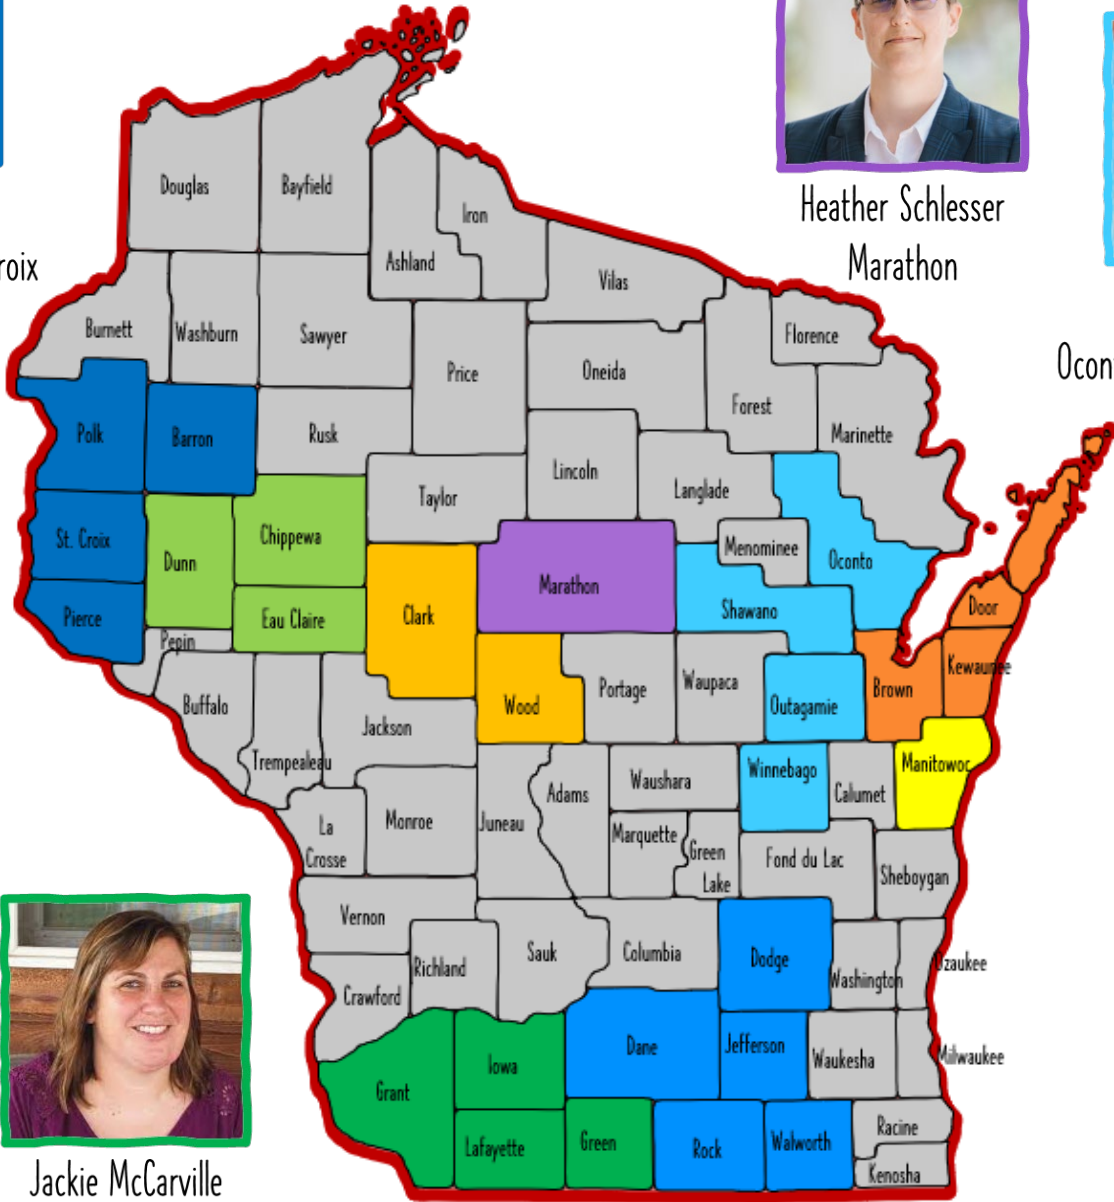 Heather Schlesser
Marathon
roix
Ocon
Douglas
Bayfield
Iron
Ashland
Vilas
Burnett
Washburn
Sawyer
Price
Oneida
Florence
Forest
Marinette
Polk
Barron
Rusk
Lincoln
Langlade
Taylor
St. Croix
Dunn
Chippewa
Menominee
Oconto
Marathon
Clark
Shawano
Pierce
Eau Claire
Door
Pepin
Kewaunee
Buffalo
Wood
Portage
Waupaca
Outagamie
Brown
Jackson
Trempealeau
Waushara
Winnebago
Manitowoc
Adams
Calumet
La
Crosse
Monroe
Juneau
Marquette
Green
Lake
Fond du Lac
Sheboygan
Vernon
Richland
Sauk
Columbia
Dodge
Washington
Ozaukee
Crawford
Iowa
Dane
Jefferson
Waukesha
Milwaukee
Grant
Lafayette
Green
Rock
Walworth
Racine
Kenosha
Jackie McCarville